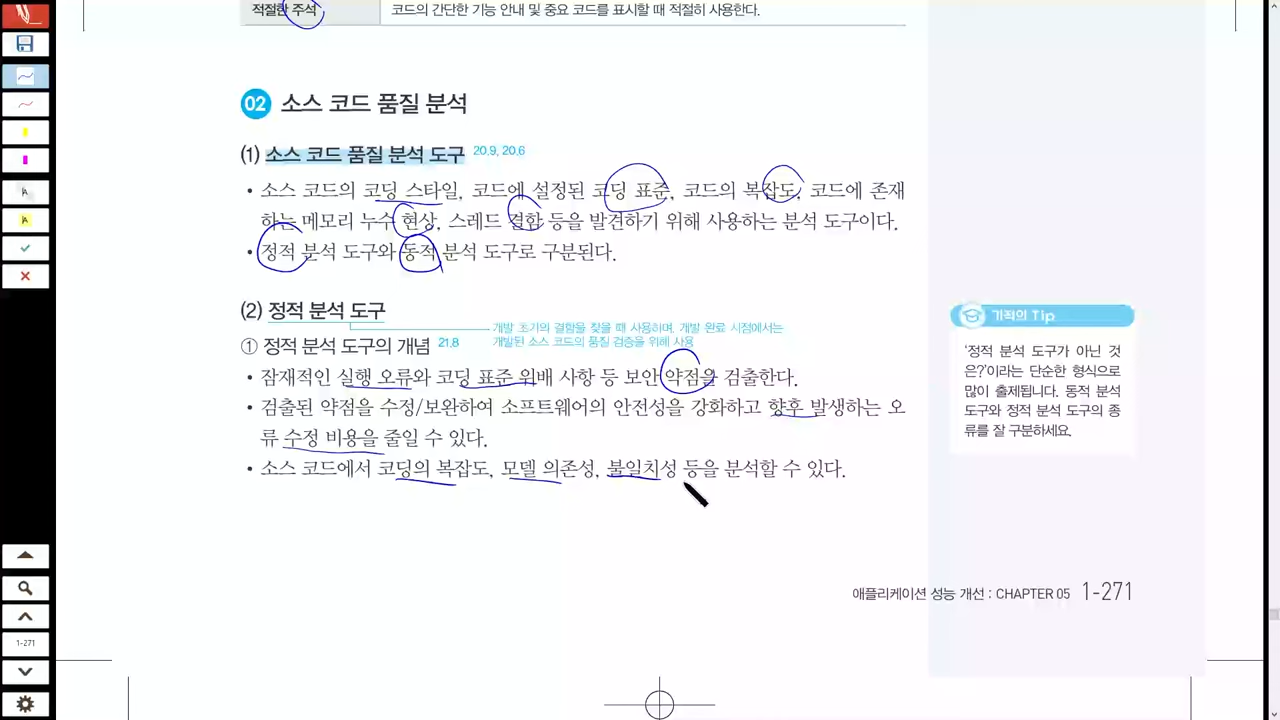 적절한 주석 코드의 간단한 기능 안내 및 중요 코드를 표시할 때 적절히 사용한다.
02 소스 코드 품질 분석
(1) 소스 코드 품질 분석 도구 20.9, 20.6
• 소스 코드의 코딩 스타일, 코드에 설정된 코딩 표준, 코드의 복잡도, 코드에 존재
하는 메모리 누수 현상, 스레드 결함 등을 발견하기 위해 사용하는 분석 도구이다.
• 정적 분석 도구와 동적 분석 도구로 구분된다.
(2) 정적 분석 도구
개발 초기의 결함을 찾을 때 사용하며, 개발 완료 시점에서는
개발된 소스 코드의 품질 검증을 위해 사용
① 정적 분석 도구의 개념 21.8
• 잠재적인 실행 오류와 코딩 표준 위배 사항 등 보안 약점을 검출한다.
• 검출된 약점을 수정/보완하여 소프트웨어의 안전성을 강화하고 향후 발생하는 오
류 수정 비용을 줄일 수 있다.
• 소스 코드에서 코딩의 복잡도, 모델 의존성, 불일치성 등을 분석할 수 있다.
기적의 Tip
'정적 분석 도구가 아닌 것
은?'이라는 단순한 형식으로
많이 출제됩니다. 동적 분석
도구와 정적 분석 도구의 종
류를 잘 구분하세요.
애플리케이션 성능 개선 : CHAPTER 05 1-271
1-271